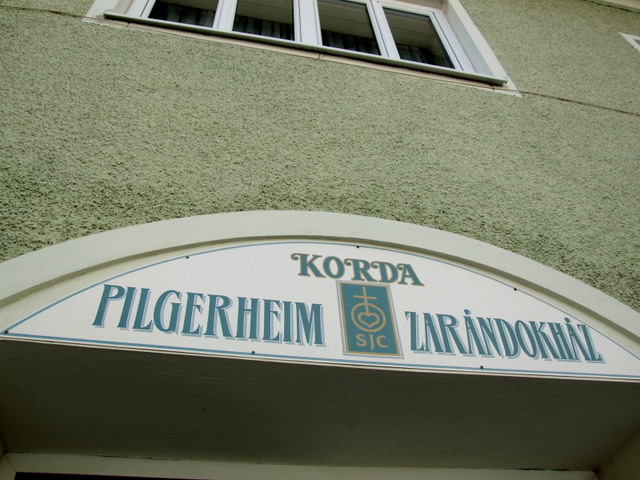 KORDA
PILGERHEIM SJC ZARÁNDOKHÁZ